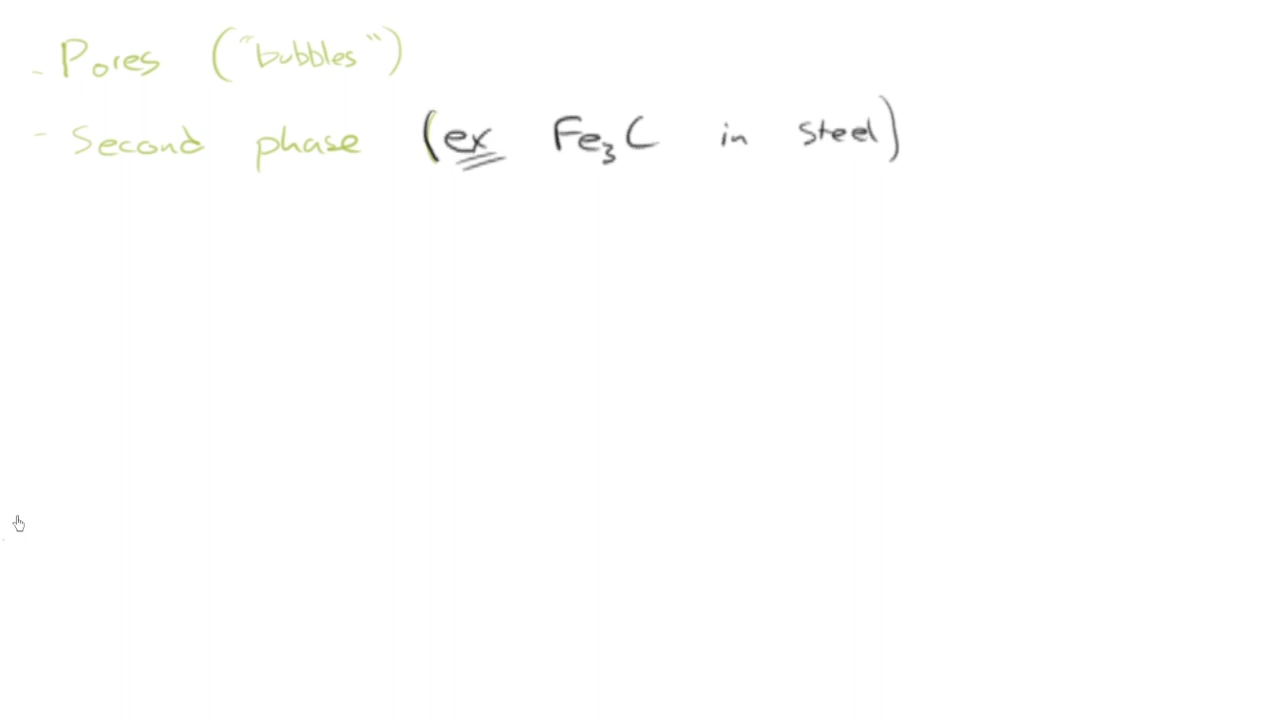 - Pores ("bubbles")
- Second phase (ex Fe₃C in steel)